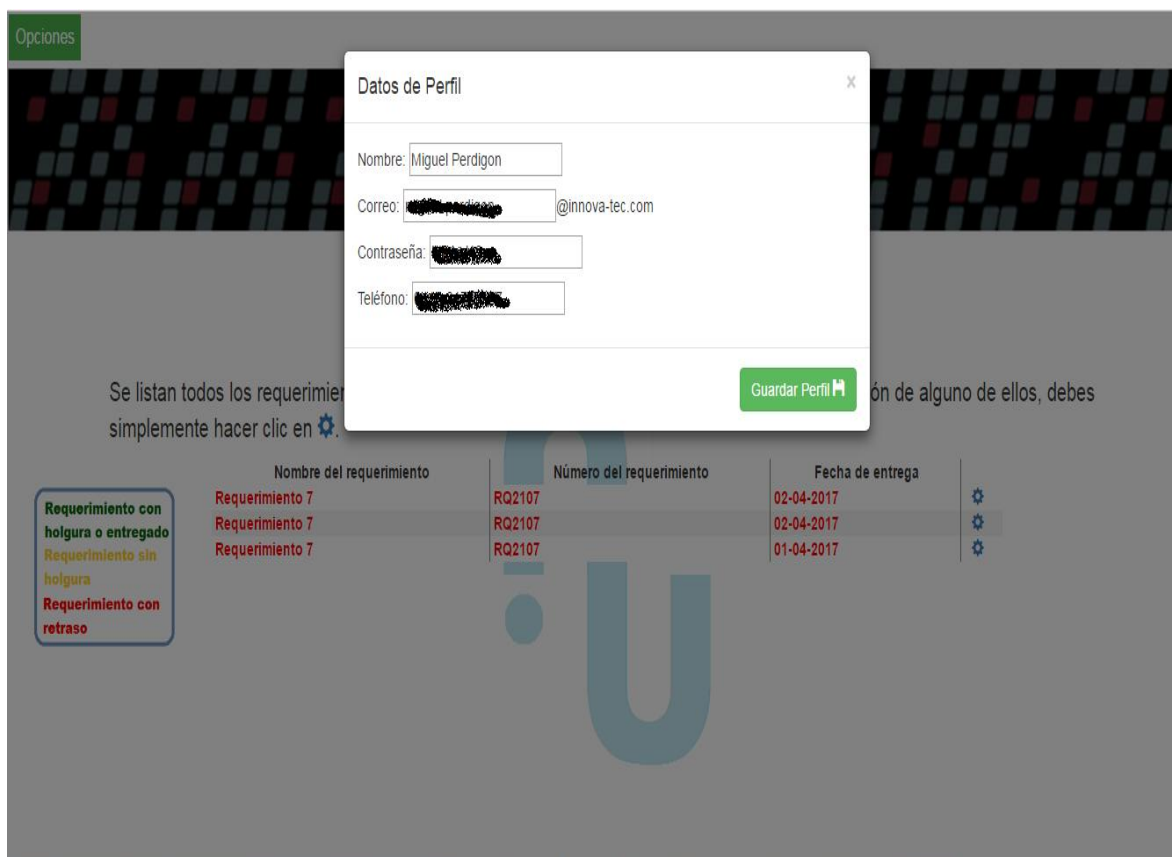 Opciones
Datos de Perfil
Nombre: Miguel Perdigon
Correo: @innova-tec.com
Contraseña:
Teléfono:
Guardar Perfil
Se listan todos los ón de alguno de ellos, debes
simplemente hacer clic en .
Nombre del requerimiento Número del requerimiento Fecha de entrega
Requerimiento 7 RQ2107 02-04-2017
Requerimiento 7 RQ2107 02-04-2017
Requerimiento 7 RQ2107 01-04-2017
Requerimiento con
holgura o entregado
Requerimiento sin
holgura
Requerimiento con
retraso